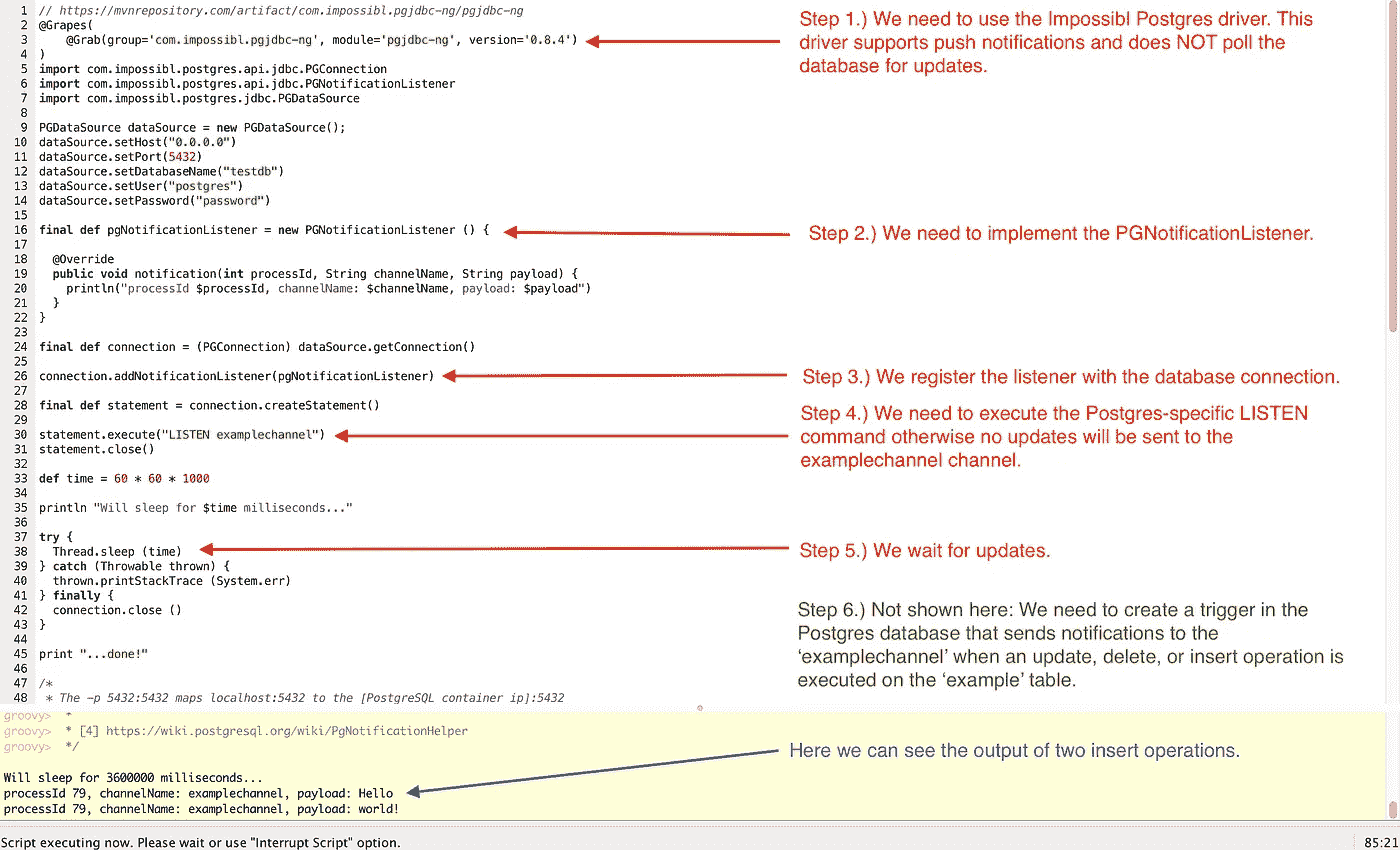 1 // https://mvnrepository.com/artifact/com.impossibl.pgjdbc-ng/pgjdbc-ng
2 @Grapes(
3 @Grab(group='com.impossibl.pgjdbc-ng', module='pgjdbc-ng', version='0.8.4')
4 )
5 import com.impossibl.postgres.api.jdbc.PGConnection
6 import com.impossibl.postgres.api.jdbc.PGNotificationListener
7 import com.impossibl.postgres.jdbc.PGDataSource
8
9 PGDataSource dataSource = new PGDataSource();
10 dataSource.setHost("0.0.0.0")
11 dataSource.setPort(5432)
12 dataSource.setDatabaseName("testdb")
13 dataSource.setUser("postgres")
14 dataSource.setPassword("password")
15
16 final def pgNotificationListener = new PGNotificationListener () {
17
18 @Override
19 public void notification(int processId, String channelName, String payload) {
20 println("processId $processId, channelName: $channelName, payload: $payload")
21 }
22 }
23
24 final def connection = (PGConnection) dataSource.getConnection()
25
26 connection.addNotificationListener(pgNotificationListener)
27
28 final def statement = connection.createStatement()
29
30 statement.execute("LISTEN examplechannel")
31 statement.close()
32
33 def time = 60 * 60 * 1000
34
35 println "Will sleep for $time milliseconds..."
36
37 try {
38 Thread.sleep (time)
39 } catch (Throwable thrown) {
40 thrown.printStackTrace (System.err)
41 } finally {
42 connection.close ()
43 }
44
45 print "...done!"
46
47 /*
48 * The -p 5432:5432 maps localhost:5432 to the [PostgreSQL container ip]:5432
Step 1.) We need to use the Impossibl Postgres driver. This
driver supports push notifications and does NOT poll the
database for updates.
Step 2.) We need to implement the PGNotificationListener.
Step 3.) We register the listener with the database connection.
Step 4.) We need to execute the Postgres-specific LISTEN
command otherwise no updates will be sent to the
examplechannel channel.
Step 5.) We wait for updates.
Step 6.) Not shown here: We need to create a trigger in the
Postgres database that sends notifications to the
‘examplechannel’ when an update, delete, or insert operation is
executed on the ‘example’ table.
groovy> *
groovy> * [4] https://wiki.postgresql.org/wiki/PgNotificationHelper
groovy> */
Will sleep for 3600000 milliseconds...
processId 79, channelName: examplechannel, payload: Hello
processId 79, channelName: examplechannel, payload: world!
Here we can see the output of two insert operations.
Script executing now. Please wait or use "Interrupt Script" option.
85:21